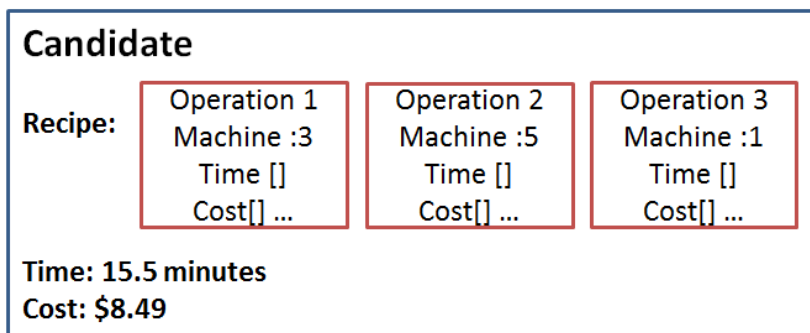 Candidate
Recipe:
Operation 1
Machine :3
Time []
Cost[] ...
Operation 2
Machine :5
Time []
Cost[] ...
Operation 3
Machine :1
Time []
Cost[] ...
Time: 15.5 minutes
Cost: $8.49